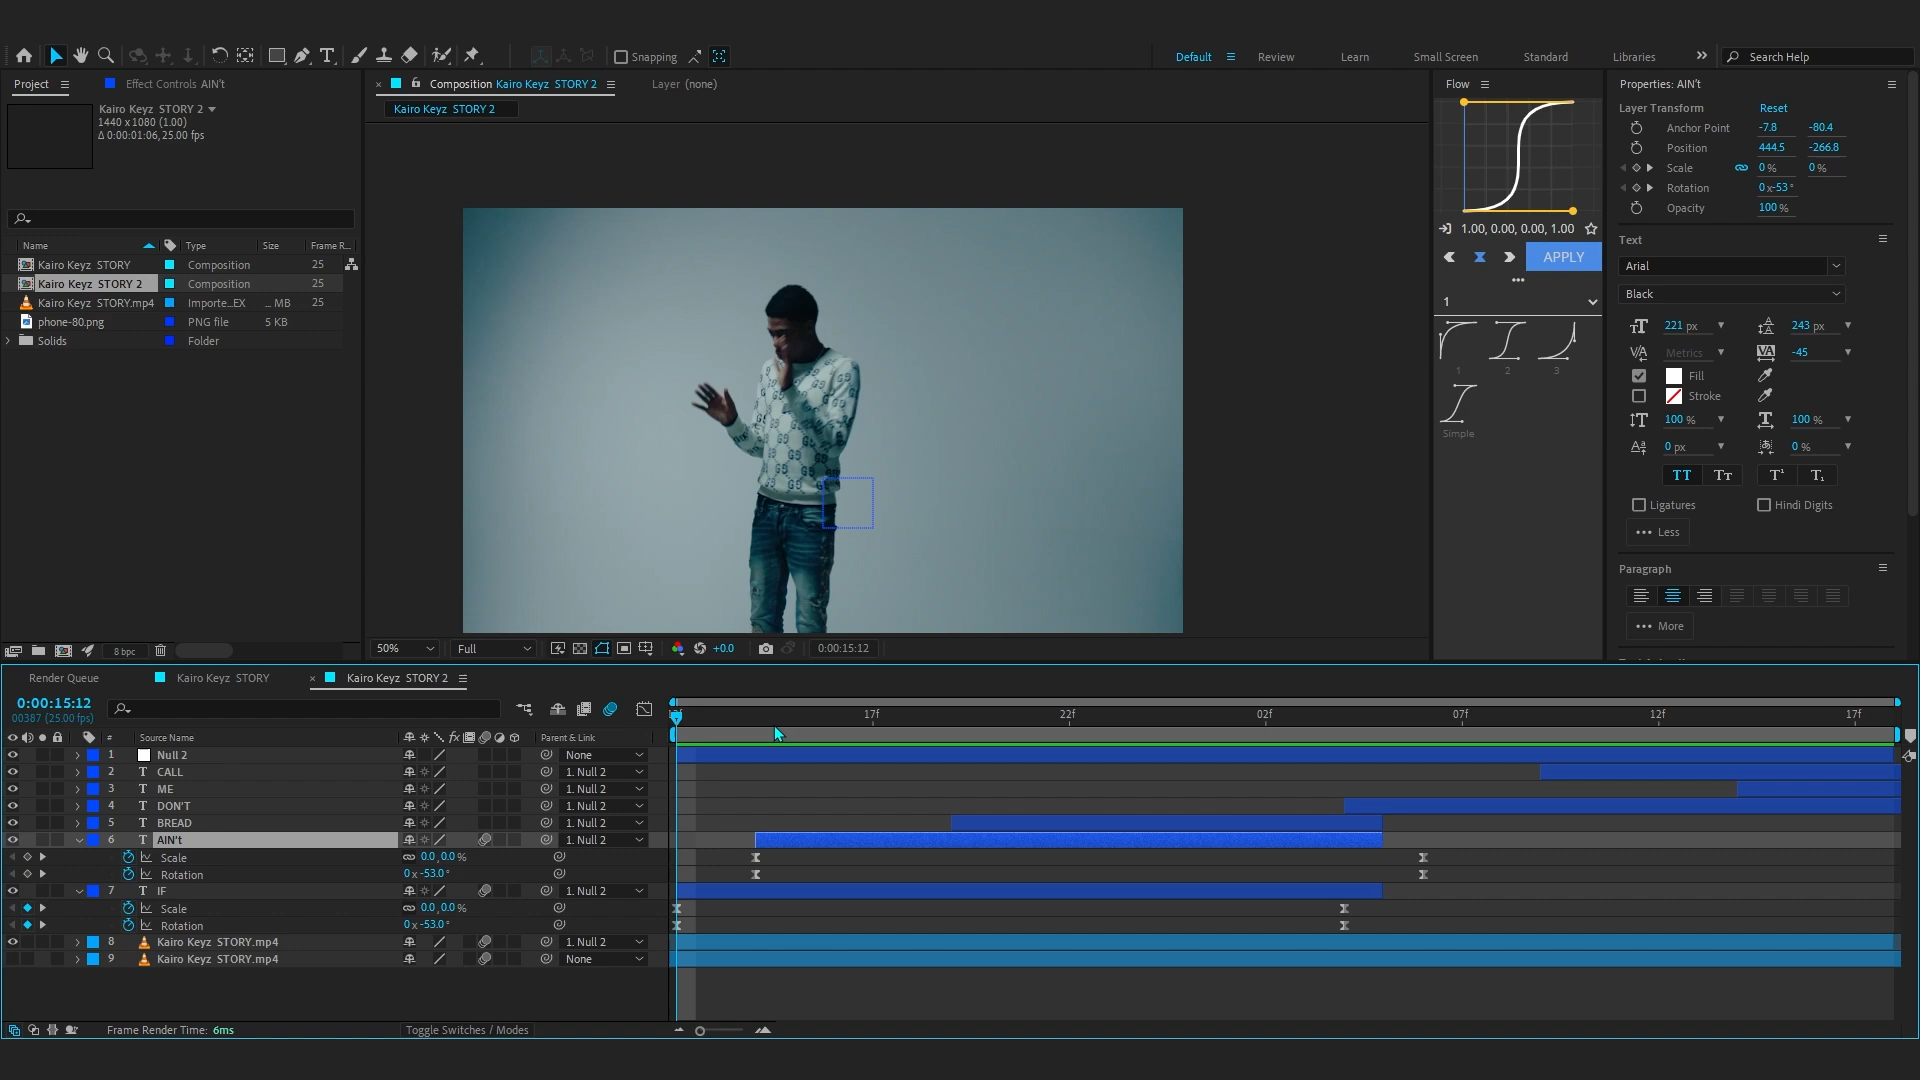 Snapping
Default
Review
Learn
Small Screen
Standard
Libraries
Search Help
Project
Effect Controls AIN't
Composition Kairo Keyz STORY 2
Layer (none)
Flow
Properties: AIN't
Kairo Keyz STORY 2
1440 x 1080 (1.00)
Δ 0:00:01:06, 25.00 fps
Kairo Keyz STORY 2
Layer Transform
Reset
Anchor Point -7.8 -80.4
Position 444.5 -266.8
Scale 0 % 0 %
Rotation 0 x-53 °
Opacity 100 %
1.00, 0.00, 0.00, 1.00
APPLY
1
1
2
3
Simple
Text
Arial
Black
221 px 243 px
Metrics -45
Fill
Stroke
100 % 100 %
0 px 0 %
TT Tт T¹ T₁
Ligatures Hindi Digits
Less
Paragraph
More
Name Type Size Frame R...
Kairo Keyz STORY Composition 25
Kairo Keyz STORY 2 Composition 25
Kairo Keyz STORY.mp4 Importe...EX ... MB 25
phone-80.png PNG file 5 KB
Solids Folder
8 bpc
50% Full +0.0 0:00:15:12
Render Queue
Kairo Keyz STORY
Kairo Keyz STORY 2
0:00:15:12
00387 (25.00 fps)
17f 22f 02f 07f 12f 17f
# Source Name fx Parent & Link
1 Null 2 None
2 T CALL 1. Null 2
3 T ME 1. Null 2
4 T DON'T 1. Null 2
5 T BREAD 1. Null 2
6 T AIN't 1. Null 2
Scale 0.0, 0.0 %
Rotation 0 x -53.0 °
7 T IF 1. Null 2
Scale 0.0, 0.0 %
Rotation 0 x -53.0 °
8 Kairo Keyz STORY.mp4 1. Null 2
9 Kairo Keyz STORY.mp4 None
Frame Render Time: 6ms
Toggle Switches / Modes